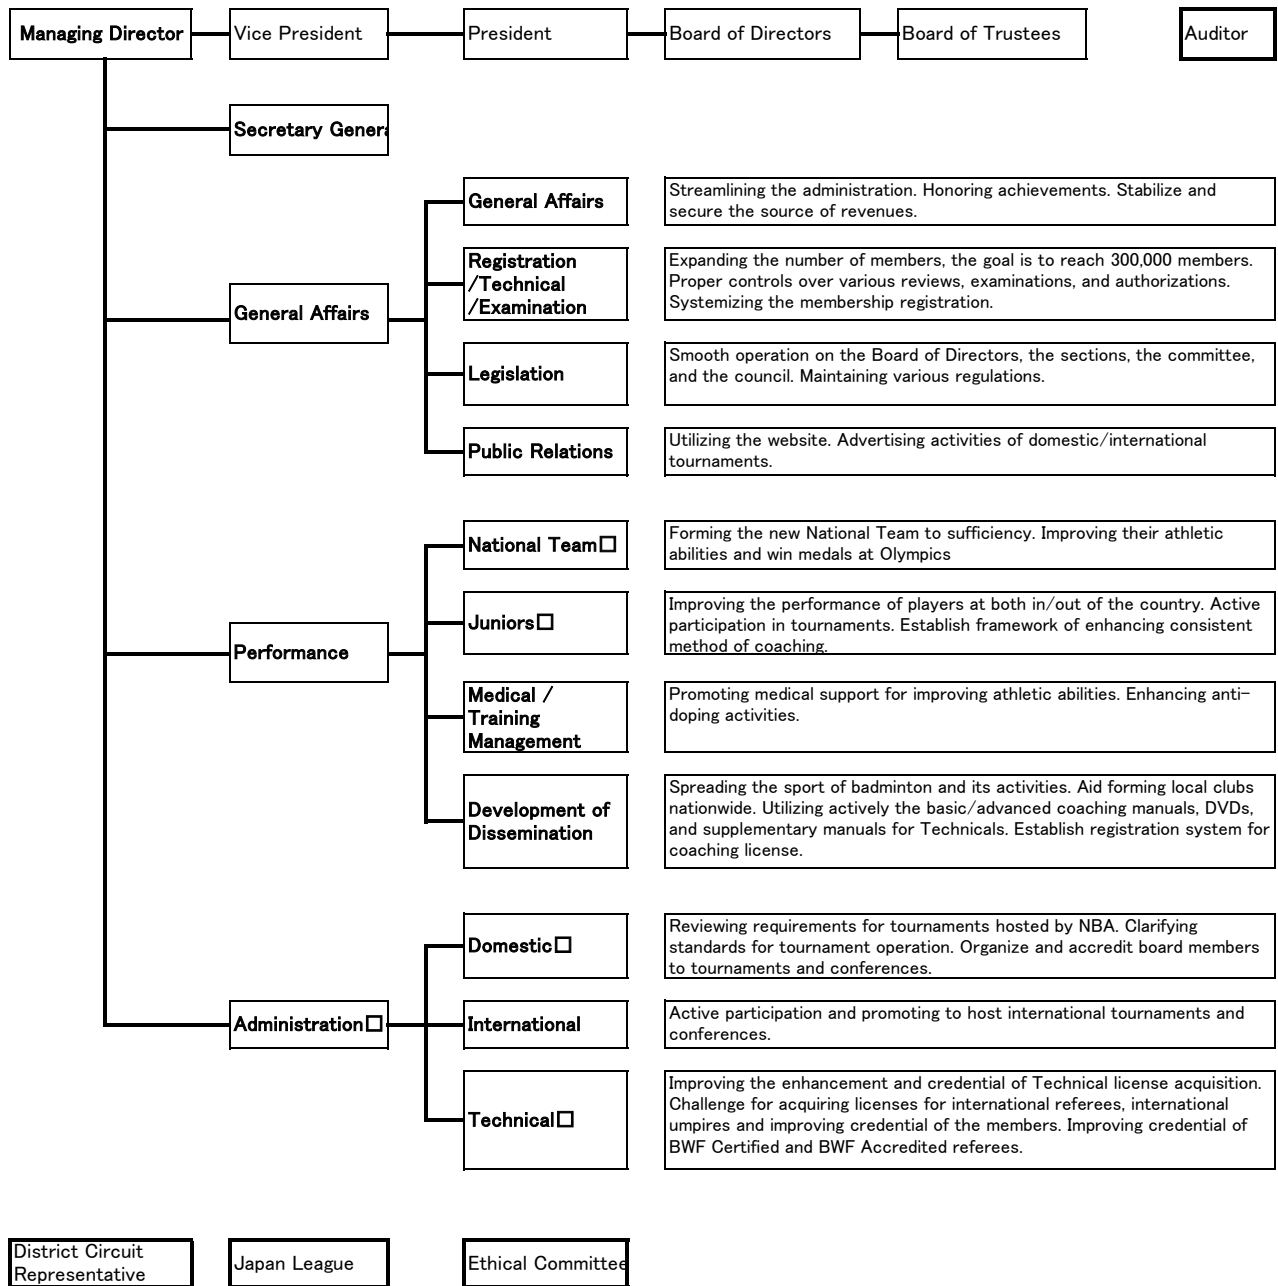 Managing Director
Vice President
President
Board of Directors
Board of Trustees
Auditor
Secretary Genera
General Affairs
General Affairs
Streamlining the administration. Honoring achievements. Stabilize and
secure the source of revenues.
Registration
/Technical
/Examination
Expanding the number of members, the goal is to reach 300,000 members.
Proper controls over various reviews, examinations, and authorizations.
Systemizing the membership registration.
Legislation
Smooth operation on the Board of Directors, the sections, the committee,
and the council. Maintaining various regulations.
Public Relations
Utilizing the website. Advertising activities of domestic/international
tournaments.
Performance
National Team□
Forming the new National Team to sufficiency. Improving their athletic
abilities and win medals at Olympics
Juniors□
Improving the performance of players at both in/out of the country. Active
participation in tournaments. Establish framework of enhancing consistent
method of coaching.
Medical /
Training
Management
Promoting medical support for improving athletic abilities. Enhancing anti-
doping activities.
Development of
Dissemination
Spreading the sport of badminton and its activities. Aid forming local clubs
nationwide. Utilizing actively the basic/advanced coaching manuals, DVDs,
and supplementary manuals for Technicals. Establish registration system for
coaching license.
Administration□
Domestic□
Reviewing requirements for tournaments hosted by NBA. Clarifying
standards for tournament operation. Organize and accredit board members
to tournaments and conferences.
International
Active participation and promoting to host international tournaments and
conferences.
Technical□
Improving the enhancement and credential of Technical license acquisition.
Challenge for acquiring licenses for international referees, international
umpires and improving credential of the members. Improving credential of
BWF Certified and BWF Accredited referees.
District Circuit
Representative
Japan League
Ethical Committee